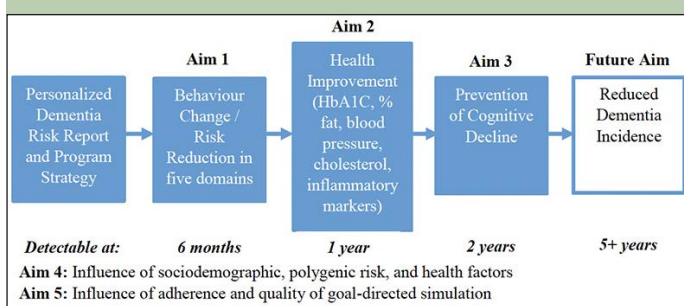 Aim 1
Aim 2
Aim 3
Future Aim
Personalized
Dementia
Risk Report
and Program
Strategy
Behaviour
Change /
Risk
Reduction in
five domains
Health
Improvement
(HbA1C, %
fat, blood
pressure,
cholesterol,
inflammatory
markers)
Prevention
of Cognitive
Decline
Reduced
Dementia
Incidence
Detectable at:
6 months
1 year
2 years
5+ years
Aim 4: Influence of sociodemographic, polygenic risk, and health factors
Aim 5: Influence of adherence and quality of goal-directed simulation